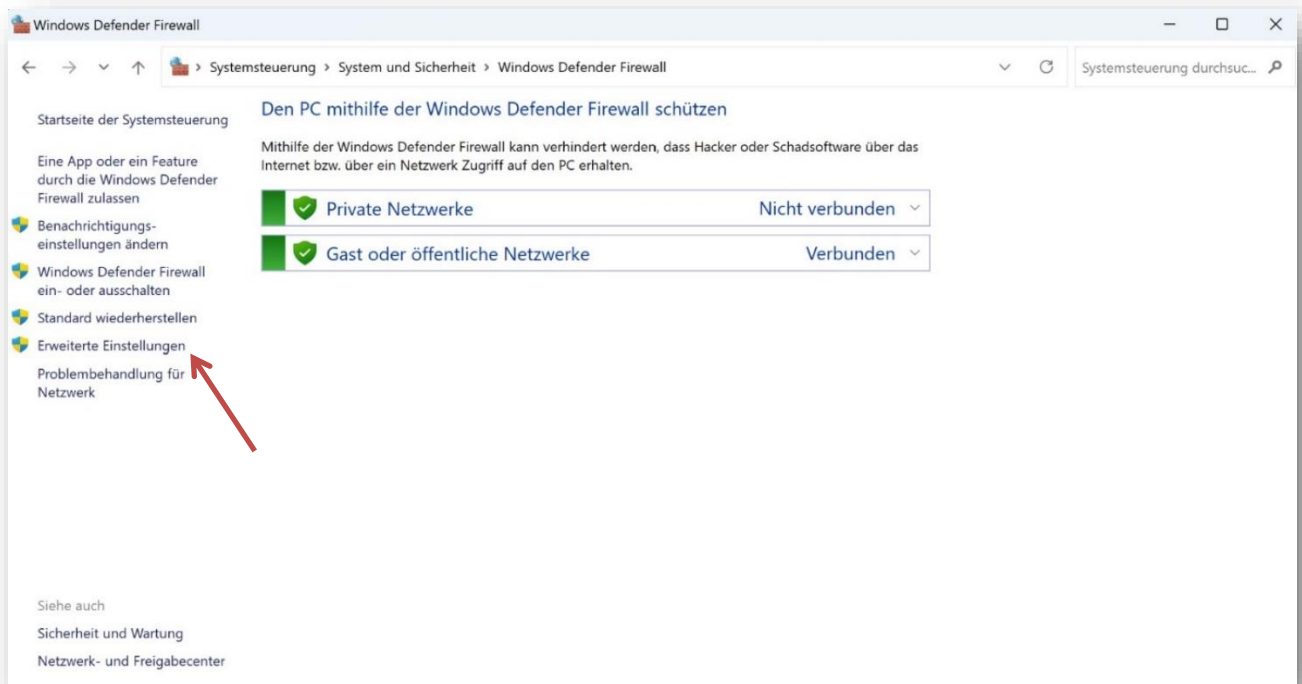 Windows Defender Firewall
Systemsteuerung > System und Sicherheit > Windows Defender Firewall
Systemsteuerung durchsuc...
Startseite der Systemsteuerung
Eine App oder ein Feature
durch die Windows Defender
Firewall zulassen
Benachrichtigungs-
einstellungen ändern
Windows Defender Firewall
ein- oder ausschalten
Standard wiederherstellen
Erweiterte Einstellungen
Problembehandlung für
Netzwerk
Den PC mithilfe der Windows Defender Firewall schützen
Mithilfe der Windows Defender Firewall kann verhindert werden, dass Hacker oder Schadsoftware über das
Internet bzw. über ein Netzwerk Zugriff auf den PC erhalten.
Private Netzwerke Nicht verbunden
Gast oder öffentliche Netzwerke Verbunden
Siehe auch
Sicherheit und Wartung
Netzwerk- und Freigabecenter